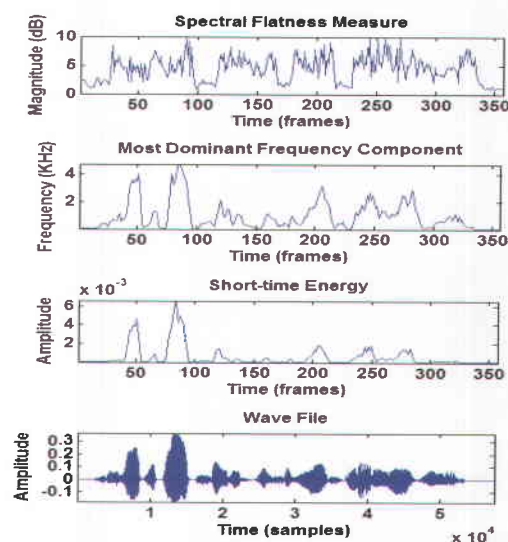 Spectral Flatness Measure
Magnitude (dB)
10
5
0
50 100 150 200 250 300 350
Time (frames)
Most Dominant Frequency Component
Frequency (KHz)
4
2
50 100 150 200 250 300 350
Time (frames)
x 10⁻³
Short-time Energy
Amplitude
6
4
2
50 100 150 200 250 300 350
Time (frames)
Wave File
Amplitude
0.3
0.2
0.1
0
-0.1
1 2 3 4 5
Time (samples)
x 10⁴